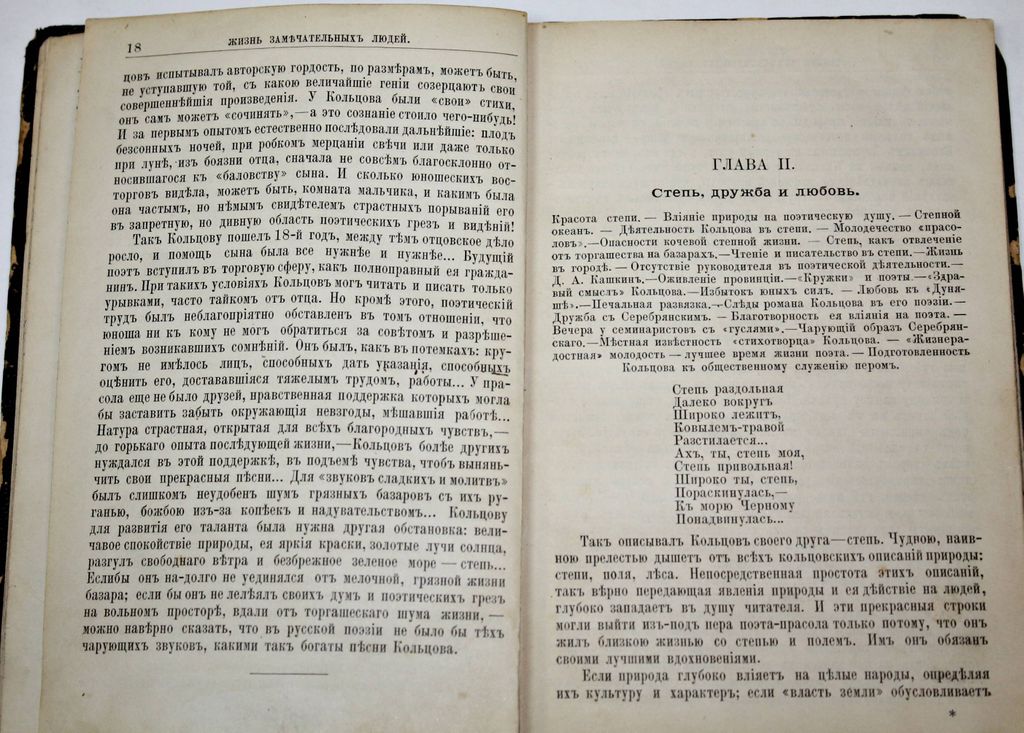 18
ЖИЗНЬ ЗАМѢЧАТЕЛЬНЫХЪ ЛЮДЕЙ.
цовъ испытывалъ авторскую гордость, по размѣрамъ, можетъ быть,
не уступавшую той, съ какою величайшіе геніи созерцаютъ свои
совершеннѣйшія произведенія. У Кольцова были «свои» стихи,
онъ самъ можетъ «сочинять»,—а это сознаніе стоило чего-нибудь!
И за первымъ опытомъ естественно послѣдовали дальнѣйшіе: плодъ
безсонныхъ ночей, при робкомъ мерцаніи свѣчи или даже только
при лунѣ, изъ боязни отца, сначала не совсѣмъ благосклонно от-
носившагося къ «баловству» сына. И сколько юношескихъ вос-
торговъ видѣла, можетъ быть, комната мальчика, и какимъ была
она частымъ, но нѣмымъ свидѣтелемъ страстныхъ порываній его
въ запретную, но дивную область поэтическихъ грезъ и видѣній!
Такъ Кольцову пошелъ 18-й годъ, между тѣмъ отцовское дѣло
росло, и помощь сына была все нужнѣе и нужнѣе... Будущій
поэтъ вступилъ въ торговую сферу, какъ полноправный ея гражда-
нинъ. При такихъ условіяхъ Кольцовъ могъ читать и писать только
урывками, часто тайкомъ отъ отца. Но кромѣ этого, поэтическій
трудъ былъ неблагопріятно обставленъ въ томъ отношеніи, что
юноша ни къ кому не могъ обратиться за совѣтомъ и разрѣше-
ніемъ возникавшихъ сомнѣній. Онъ былъ, какъ въ потемкахъ: кру-
гомъ не имѣлось лицъ, способныхъ дать указанія, способныхъ
оцѣнить его, достававшіяся тяжелымъ трудомъ, работы... У пра-
сола еще не было друзей, нравственная поддержка которыхъ могла
бы заставить забыть окружающія невзгоды, мѣшавшія работѣ...
Натура страстная, открытая для всѣхъ благородныхъ чувствъ,—
до горькаго опыта послѣдующей жизни,—Кольцовъ болѣе другихъ
нуждался въ этой поддержкѣ, въ подъемѣ чувства, чтобъ вынянь-
чить свои прекрасныя пѣсни... Для «звуковъ сладкихъ и молитвъ»
былъ слишкомъ неудобенъ шумъ грязныхъ базаровъ съ ихъ ру-
ганью, божбою изъ-за копѣекъ и надувательствомъ... Кольцову
для развитія его таланта была нужна другая обстановка: вели-
чавое спокойствіе природы, ея яркія краски, золотые лучи солнца,
разгулъ свободнаго вѣтра и безбрежное зеленое море — степь...
Еслибы онъ на-долго не уединялся отъ мелочной, грязной жизни
базара; если бы онъ не лелѣялъ своихъ думъ и поэтическихъ грезъ
на вольномъ просторѣ, вдали отъ торгашескаго шума жизни,—
можно навѣрно сказать, что въ русской поэзіи не было бы тѣхъ
чарующихъ звуковъ, какими такъ богаты пѣсни Кольцова.
ГЛАВА II.
Степь, дружба и любовь.
Красота степи. — Вліяніе природы на поэтическую душу. — Степной
океанъ. — Дѣятельность Кольцова въ степи. — Молодечество «прасо-
ловъ».—Опасности кочевой степной жизни. — Степь, какъ отвлеченіе
отъ торгашества на базарахъ.—Чтеніе и писательство въ степи.—Жизнь
въ городѣ. — Отсутствіе руководителя въ поэтической дѣятельности.—
Д. А. Кашкинъ.—Оживленіе провинціи.—«Кружки» и поэты.—«Здра-
вый смыслъ» Кольцова.—Избытокъ юныхъ силъ. — Любовь къ «Дуня-
шѣ».—Печальная развязка.—Слѣды романа Кольцова въ его поэзіи.—
Дружба съ Серебрянскимъ. — Благотворность ея вліянія на поэта. —
Вечера у семинаристовъ съ «гуслями».—Чарующій образъ Серебрян-
скаго.—Мѣстная извѣстность «стихотворца» Кольцова. — «Жизнера-
достная» молодость — лучшее время жизни поэта. — Подготовленность
Кольцова къ общественному служенію перомъ.
Степь раздольная
Далеко вокругъ
Широко лежитъ,
Ковылемъ-травой
Разстилается...
Ахъ, ты, степь моя,
Степь привольная!
Широко ты, степь,
Пораскинулась,—
Къ морю Черному
Понадвинулась...
Такъ описывалъ Кольцовъ своего друга—степь. Чудною, наив-
ною прелестью дышетъ отъ всѣхъ кольцовскихъ описаній природы:
степи, поля, лѣса. Непосредственная простота этихъ описаній,
такъ вѣрно передающая явленія природы и ея дѣйствіе на людей,
глубоко западаетъ въ душу читателя. И эти прекрасныя строки
могли выйти изъ-подъ пера поэта-прасола только потому, что онъ
жилъ близкою жизнью со степью и полемъ. Имъ онъ обязанъ
своими лучшими вдохновеніями.
Если природа глубоко вліяетъ на цѣлые народы, опредѣляя
ихъ культуру и характеръ; если «власть земли» обусловливаетъ
*